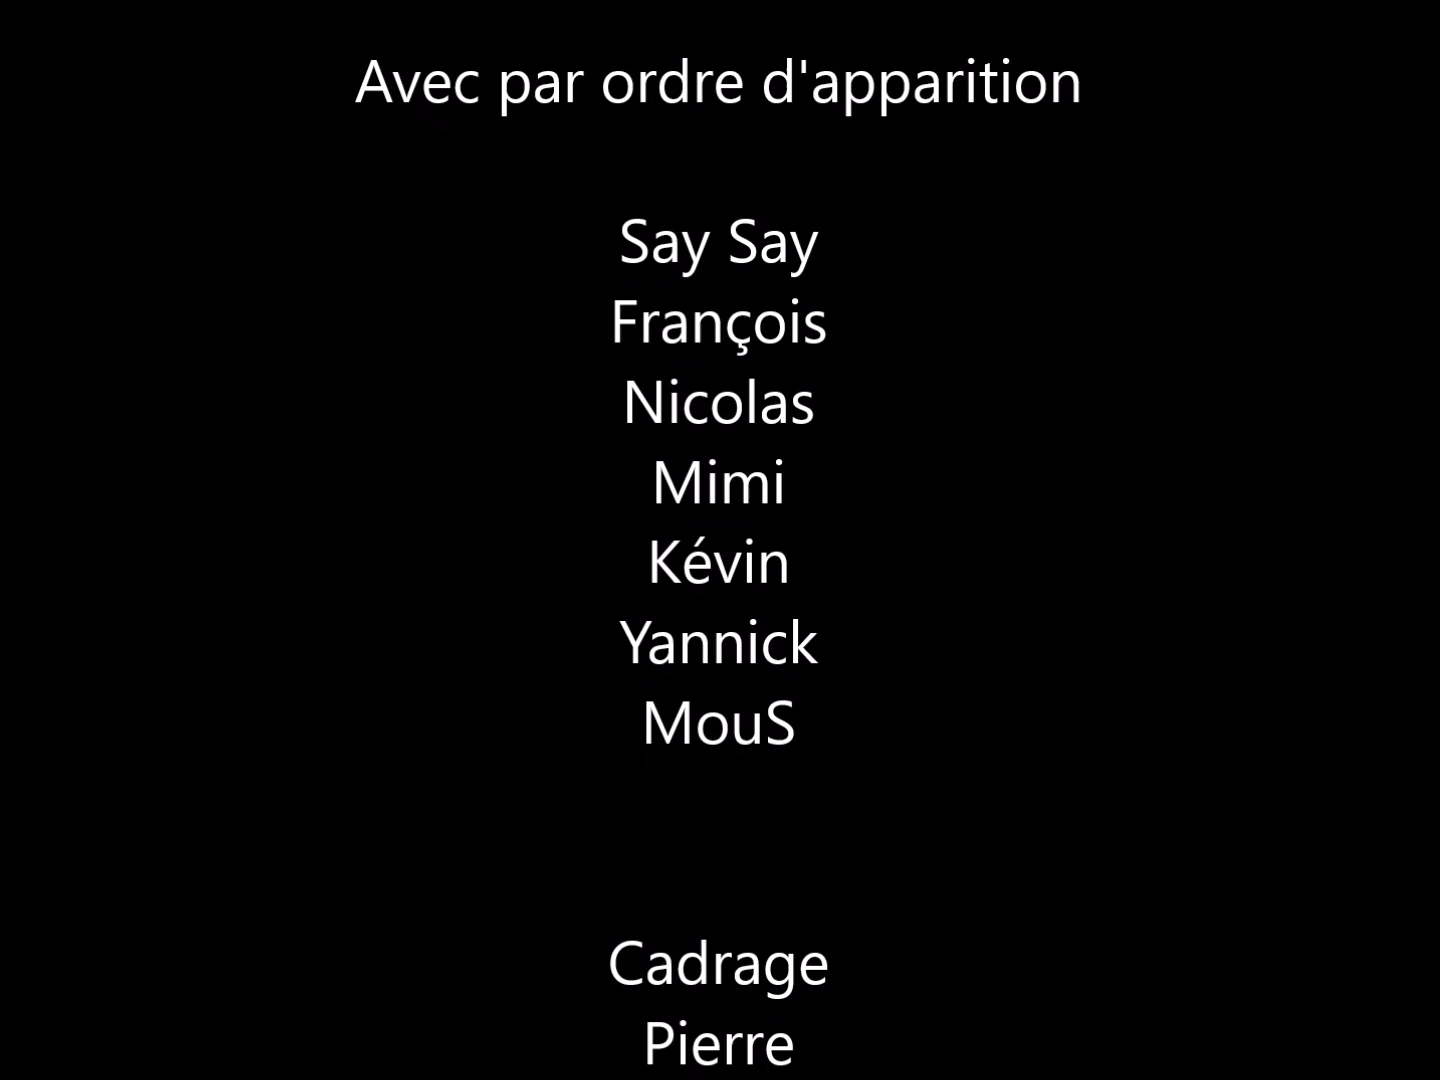 Avec par ordre d'apparition
Say Say
François
Nicolas
Mimi
Kévin
Yannick
MouS
Cadrage
Pierre